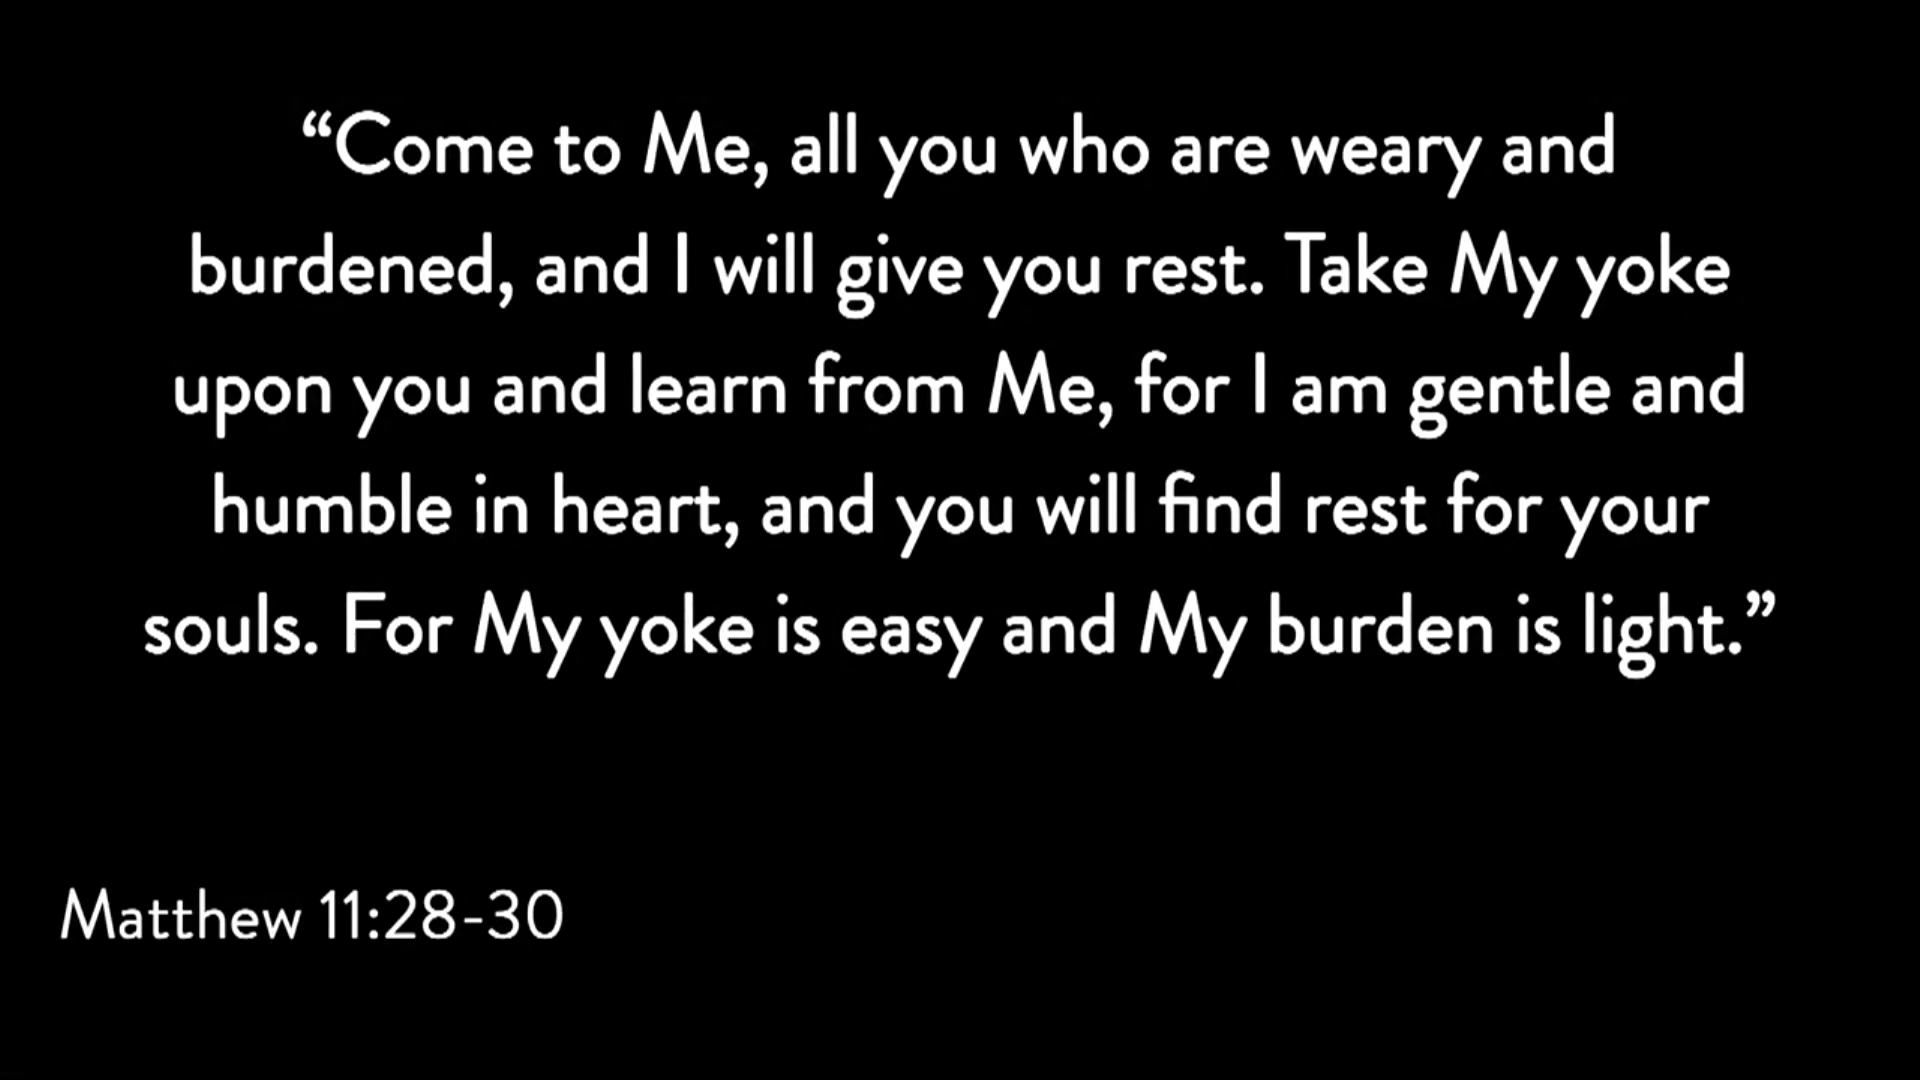 “Come to Me, all you who are weary and
burdened, and I will give you rest. Take My yoke
upon you and learn from Me, for I am gentle and
humble in heart, and you will find rest for your
souls. For My yoke is easy and My burden is light.”
Matthew 11:28-30